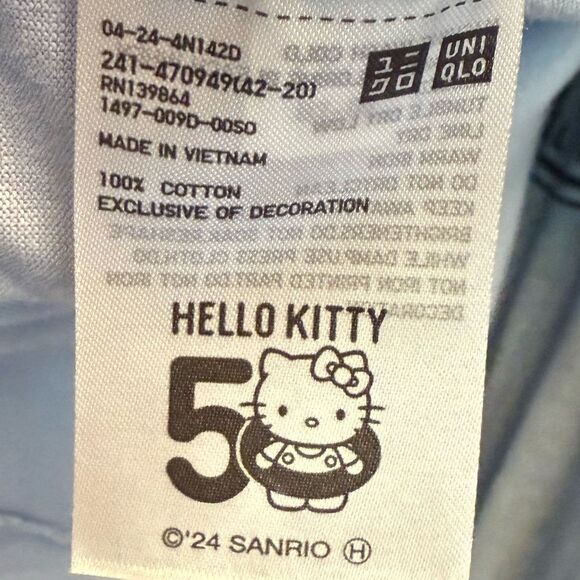 04-24-4N142D
ユニ UNI
クロ QLO
241-470949(42-20)
RN139864
1497-009D-00SO
MADE IN VIETNAM
100% COTTON
EXCLUSIVE OF DECORATION
HELLO KITTY
50
©'24 SANRIO Ⓗ